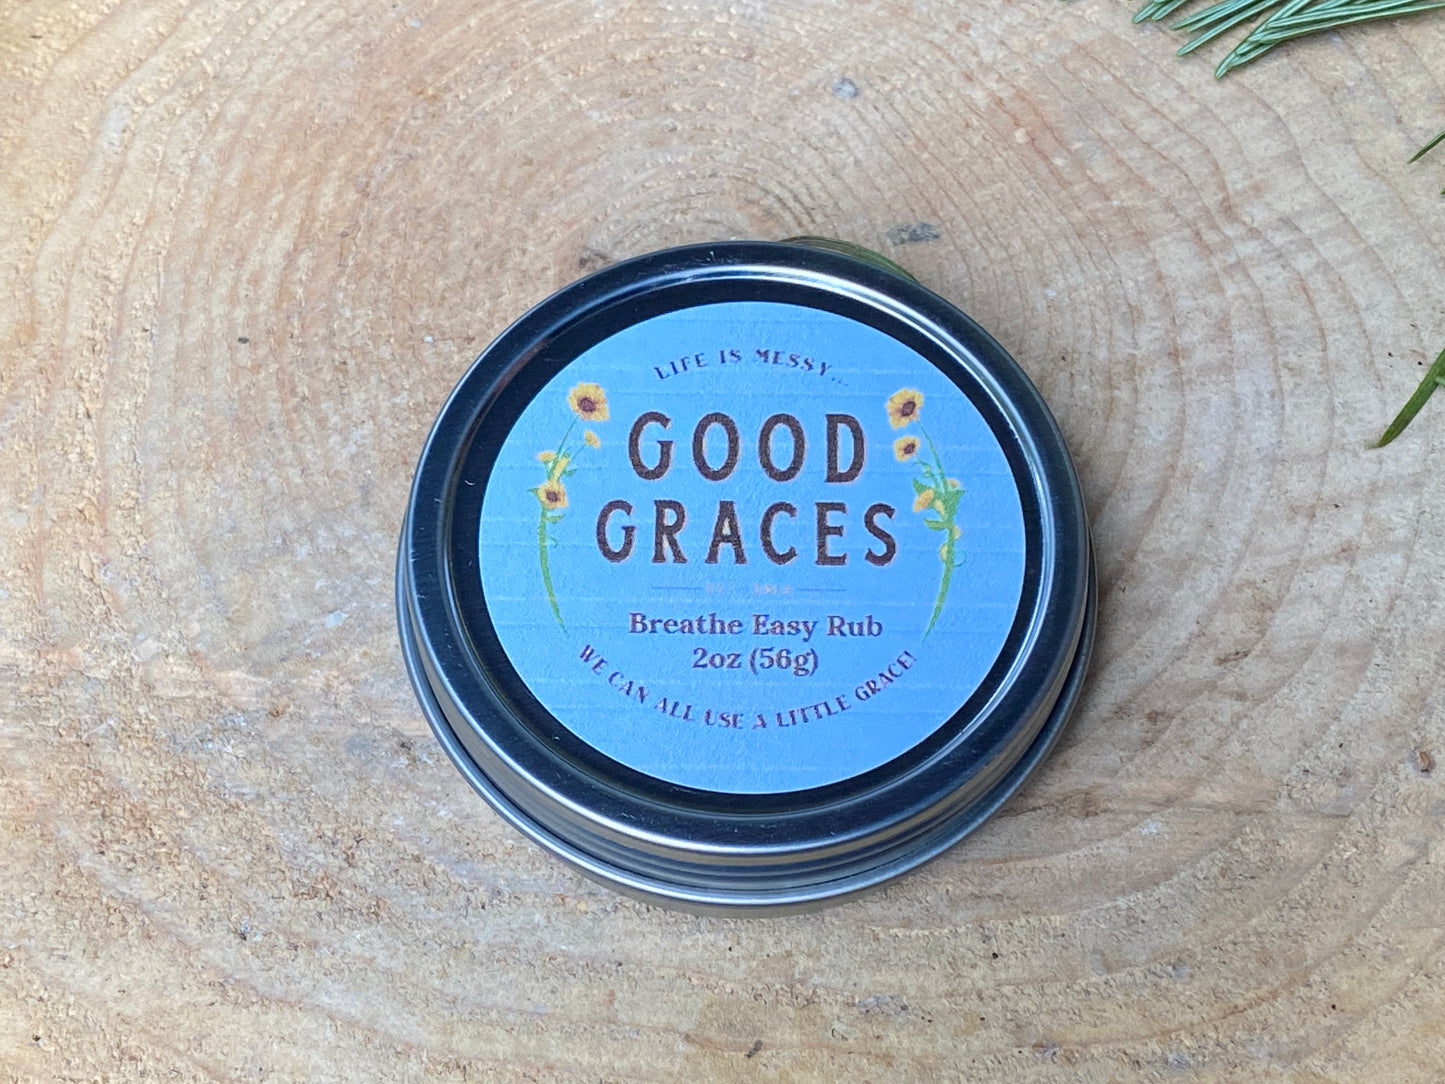 LIFE IS MESSY...
GOOD
GRACES
Breathe Easy Rub
2oz (56g)
WE CAN ALL USE A LITTLE GRACE!